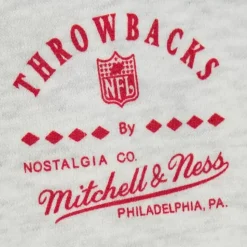 THROWBACKS
NFL
By
NOSTALGIA CO.
Mitchell & Ness
PHILADELPHIA, PA.